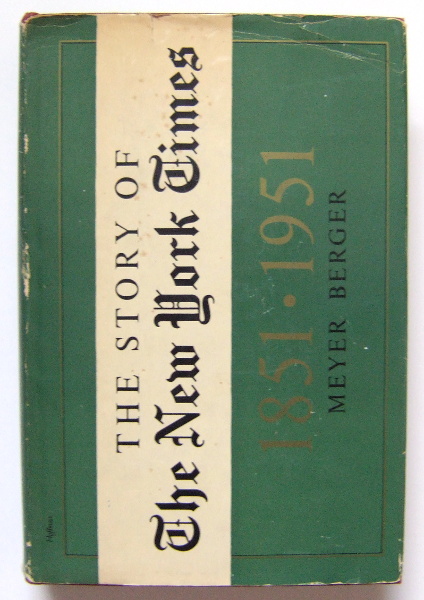 THE STORY OF
The New York Times
1851 · 1951
MEYER BERGER